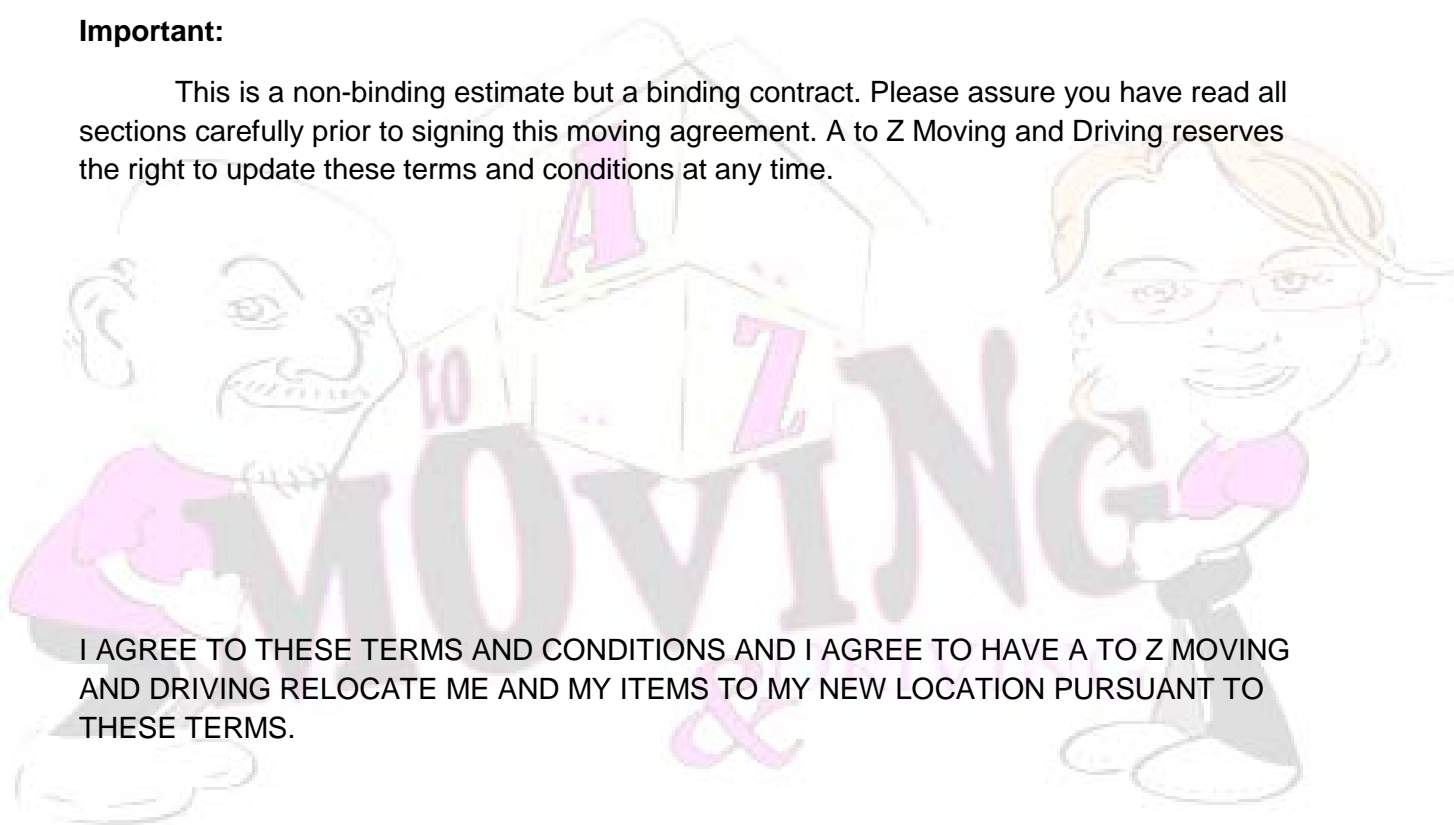 Important:
This is a non-binding estimate but a binding contract. Please assure you have read all
sections carefully prior to signing this moving agreement. A to Z Moving and Driving reserves
the right to update these terms and conditions at any time.
A
to
Z
MOVING
& DRIVING
I AGREE TO THESE TERMS AND CONDITIONS AND I AGREE TO HAVE A TO Z MOVING
AND DRIVING RELOCATE ME AND MY ITEMS TO MY NEW LOCATION PURSUANT TO
THESE TERMS.